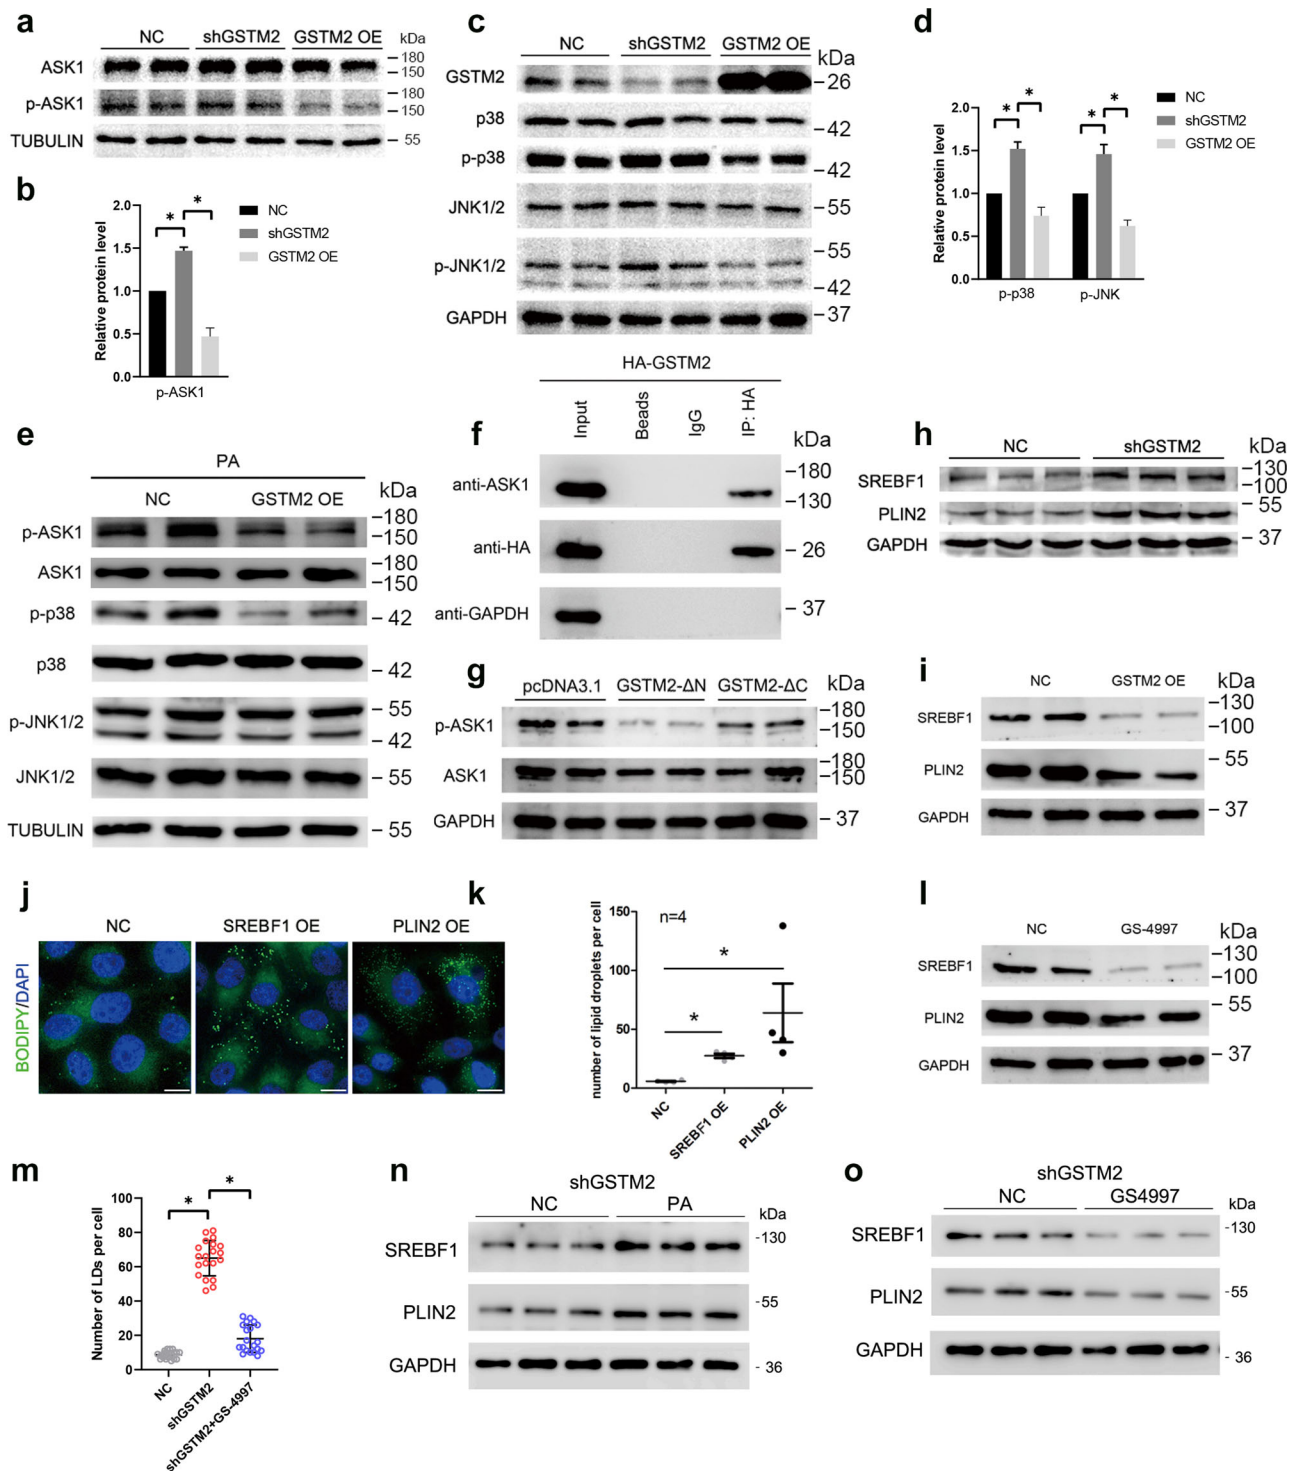 a
NC shGSTM2 GSTM2 OE kDa
ASK1 -180
-150
p-ASK1 -180
-150
TUBULIN - 55
b
Relative protein level
2.0
1.5
1.0
0.5
0.0
* *
NC
shGSTM2
GSTM2 OE
p-ASK1
c
NC shGSTM2 GSTM2 OE kDa
GSTM2 -26
p38 -42
p-p38 -42
JNK1/2 -55
p-JNK1/2 -55
-42
GAPDH -37
d
Relative protein level
2.0
1.5
1.0
0.5
0.0
* * * *
NC
shGSTM2
GSTM2 OE
p-p38 p-JNK
e
PA
NC GSTM2 OE kDa
p-ASK1 -180
-150
ASK1 -180
-150
p-p38 - 42
p38 - 42
p-JNK1/2 - 55
- 42
JNK1/2 - 55
TUBULIN - 55
f
HA-GSTM2
Input Beads IgG IP: HA kDa
anti-ASK1 -180
-130
anti-HA - 26
anti-GAPDH - 37
g
pcDNA3.1 GSTM2-ΔN GSTM2-ΔC kDa
p-ASK1 -180
-150
ASK1 -180
-150
GAPDH - 37
h
NC shGSTM2 kDa
SREBF1 -130
-100
PLIN2 - 55
GAPDH - 37
i
NC GSTM2 OE kDa
SREBF1 -130
-100
PLIN2 - 55
GAPDH - 37
j
NC SREBF1 OE PLIN2 OE
BODIPY/DAPI
k
number of lipid droplets per cell
150
100
50
0
n=4
*
*
NC SREBF1 OE PLIN2 OE
l
NC GS-4997 kDa
SREBF1 -130
-100
PLIN2 - 55
GAPDH - 37
m
Number of LDs per cell
100
80
60
40
20
0
* *
NC shGSTM2 shGSTM2+GS-4997
n
shGSTM2
NC PA kDa
SREBF1 -130
PLIN2 -55
GAPDH - 36
o
shGSTM2
NC GS4997 kDa
SREBF1 -130
PLIN2 - 55
GAPDH - 36